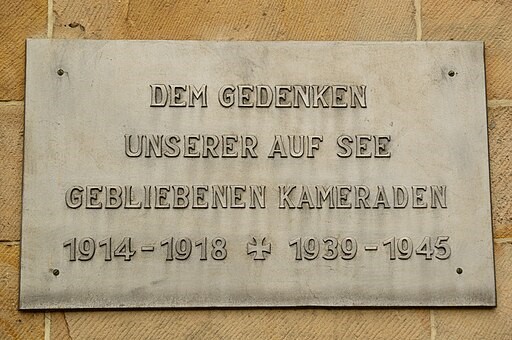 DEM GEDENKEN
UNSERER AUF SEE
GEBLIEBENEN KAMERADEN
1914-1918 ✠ 1939-1945